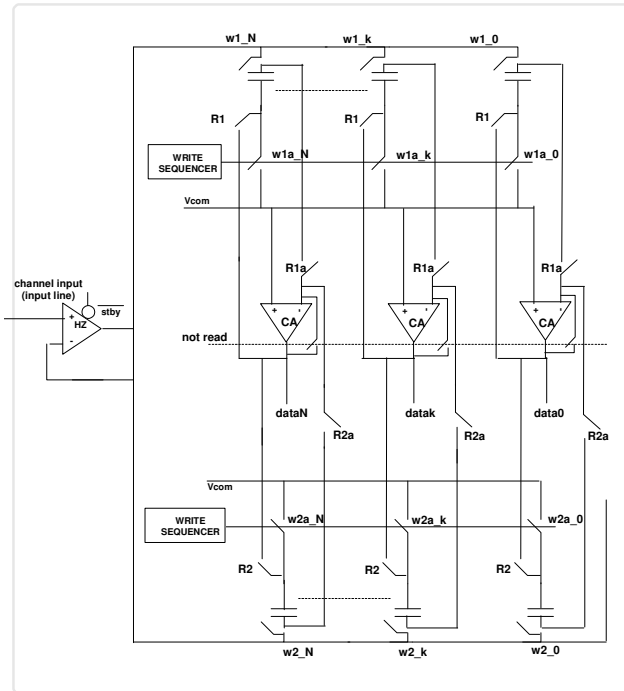 w1_N w1_k w1_0
R1 R1 R1
WRITE
SEQUENCER
w1a_N w1a_k w1a_0
Vcom
R1a R1a R1a
channel input
(input line)
stby
HZ
+
-
+ - + - + -
CA CA CA
not read
dataN datak data0
R2a R2a R2a
Vcom
WRITE
SEQUENCER
w2a_N w2a_k w2a_0
R2 R2 R2
w2_N w2_k w2_0